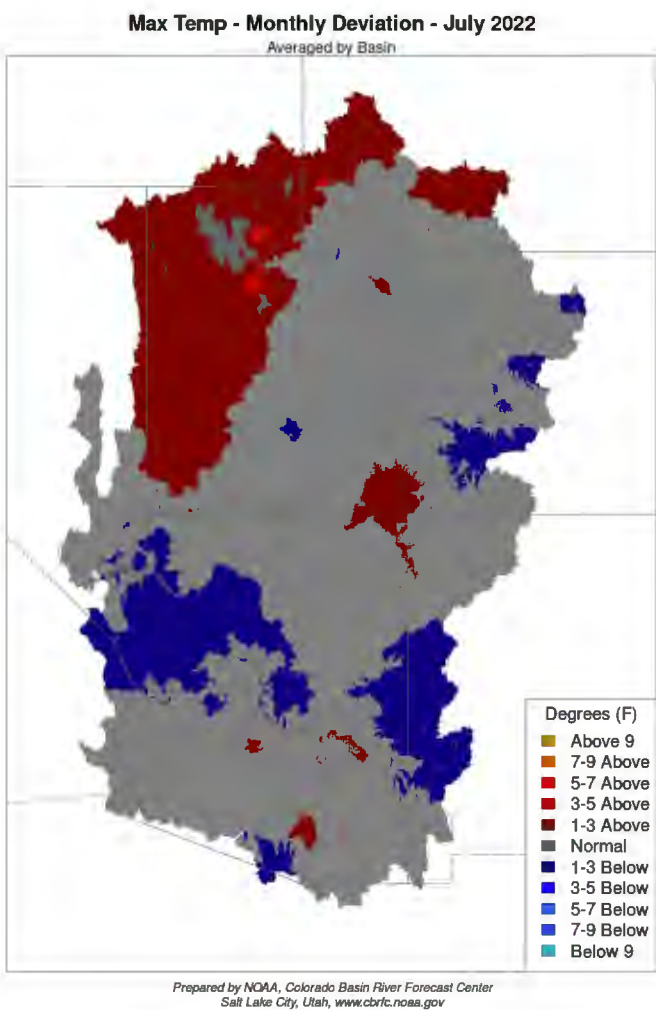 Max Temp - Monthly Deviation - July 2022
Averaged by Basin
Degrees (F)
Above 9
7-9 Above
5-7 Above
3-5 Above
1-3 Above
Normal
1-3 Below
3-5 Below
5-7 Below
7-9 Below
Below 9
Prepared by NOAA, Colorado Basin River Forecast Center
Salt Lake City, Utah, www.cbrfc.noaa.gov